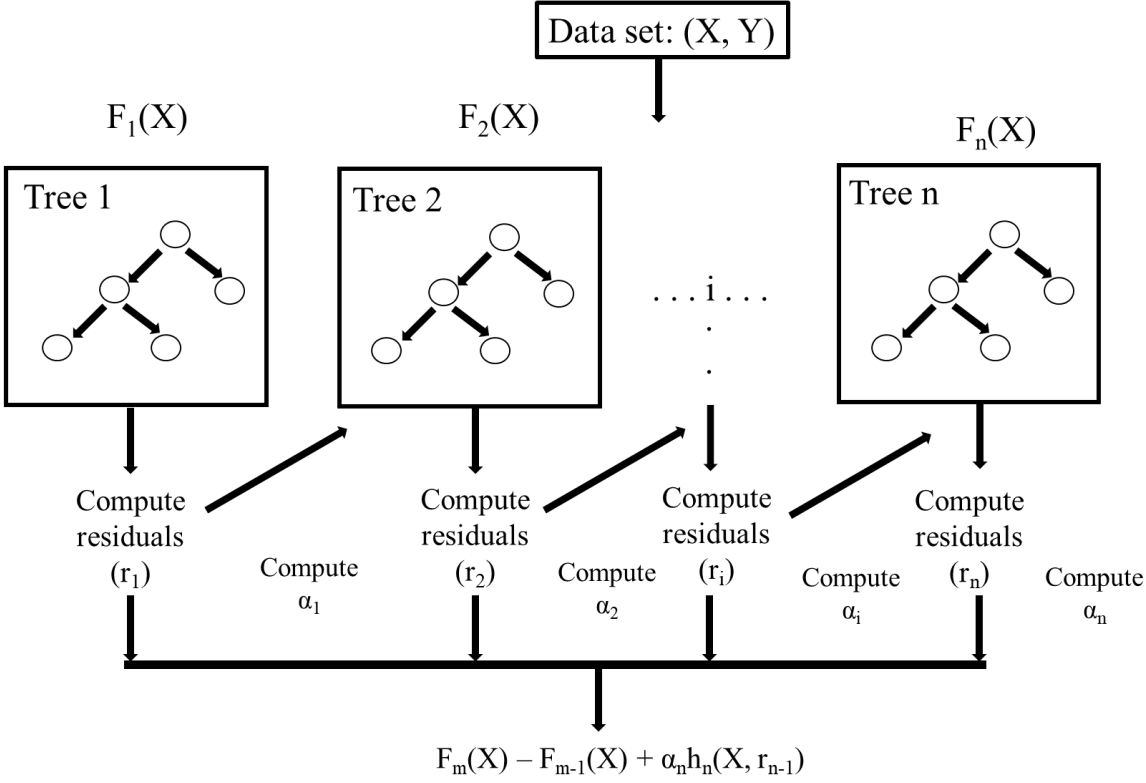 Data set: (X, Y)
F₁(X)
F₂(X)
Fₙ(X)
Tree 1
Tree 2
Tree n
. . . i . . .
.
.
Compute
residuals
(r₁)
Compute
α₁
Compute
residuals
(r₂)
Compute
α₂
Compute
residuals
(rᵢ)
Compute
αᵢ
Compute
residuals
(rₙ)
Compute
αₙ
Fₘ(X) – Fₘ₋₁(X) + αₙhₙ(X, rₙ₋₁)